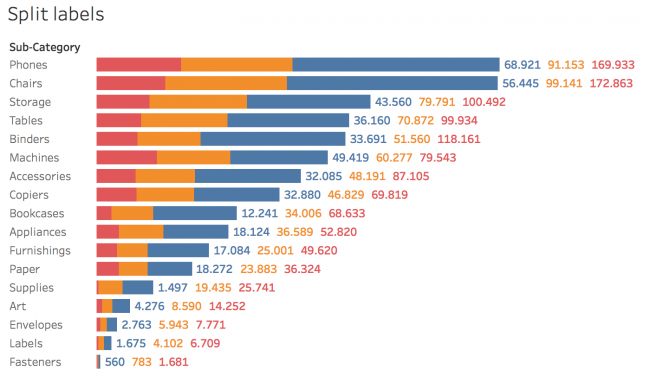 Split labels
Sub-Category
Phones 68.921 91.153 169.933
Chairs 56.445 99.141 172.863
Storage 43.560 79.791 100.492
Tables 36.160 70.872 99.934
Binders 33.691 51.560 118.161
Machines 49.419 60.277 79.543
Accessories 32.085 48.191 87.105
Copiers 32.880 46.829 69.819
Bookcases 12.241 34.006 68.633
Appliances 18.124 36.589 52.820
Furnishings 17.084 25.001 49.620
Paper 18.272 23.883 36.324
Supplies 1.497 19.435 25.741
Art 4.276 8.590 14.252
Envelopes 2.763 5.943 7.771
Labels 1.675 4.102 6.709
Fasteners 560 783 1.681